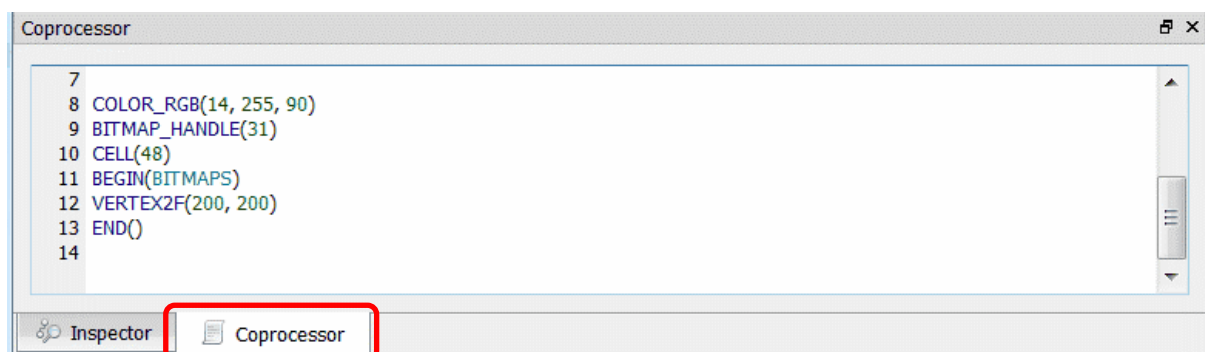 Coprocessor
7
8 COLOR_RGB(14, 255, 90)
9 BITMAP_HANDLE(31)
10 CELL(48)
11 BEGIN(BITMAPS)
12 VERTEX2F(200, 200)
13 END()
14
Inspector Coprocessor